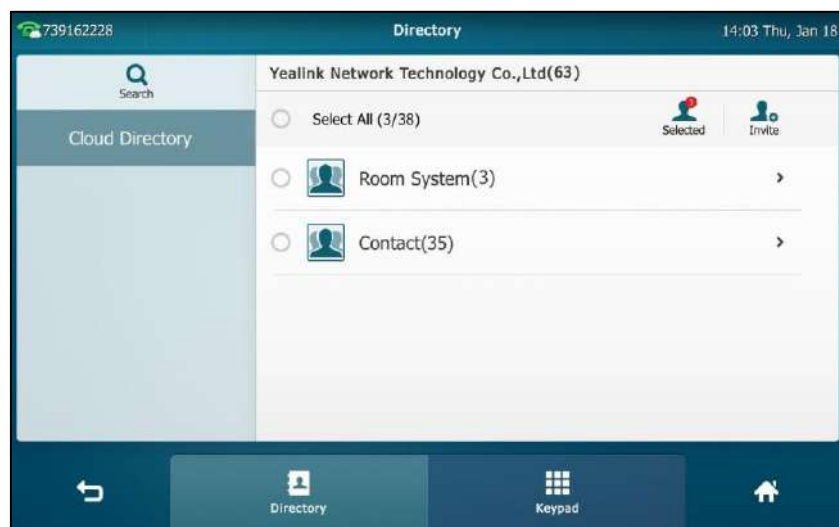 739162228 Directory 14:03 Thu, Jan 18
Search
Cloud Directory
Yealink Network Technology Co.,Ltd(63)
Select All (3/38)
Selected
Invite
Room System(3)
Contact(35)
Directory
Keypad